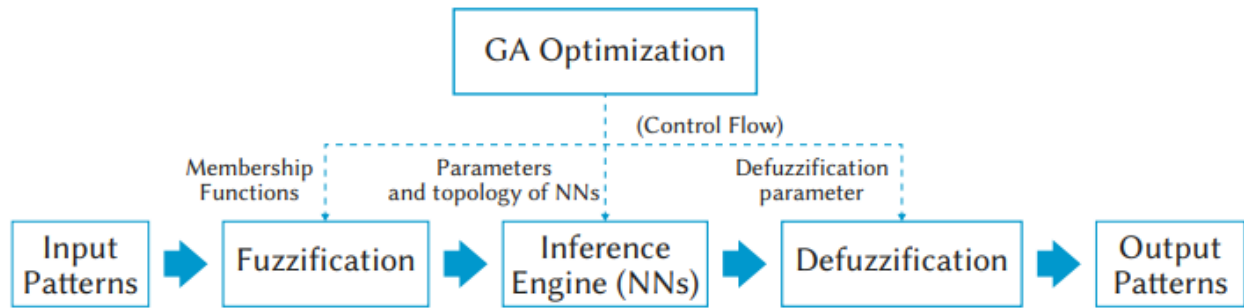 GA Optimization
(Control Flow)
Membership
Functions
Parameters
and topology of NNs
Defuzzification
parameter
Input
Patterns
Fuzzification
Inference
Engine (NNs)
Defuzzification
Output
Patterns